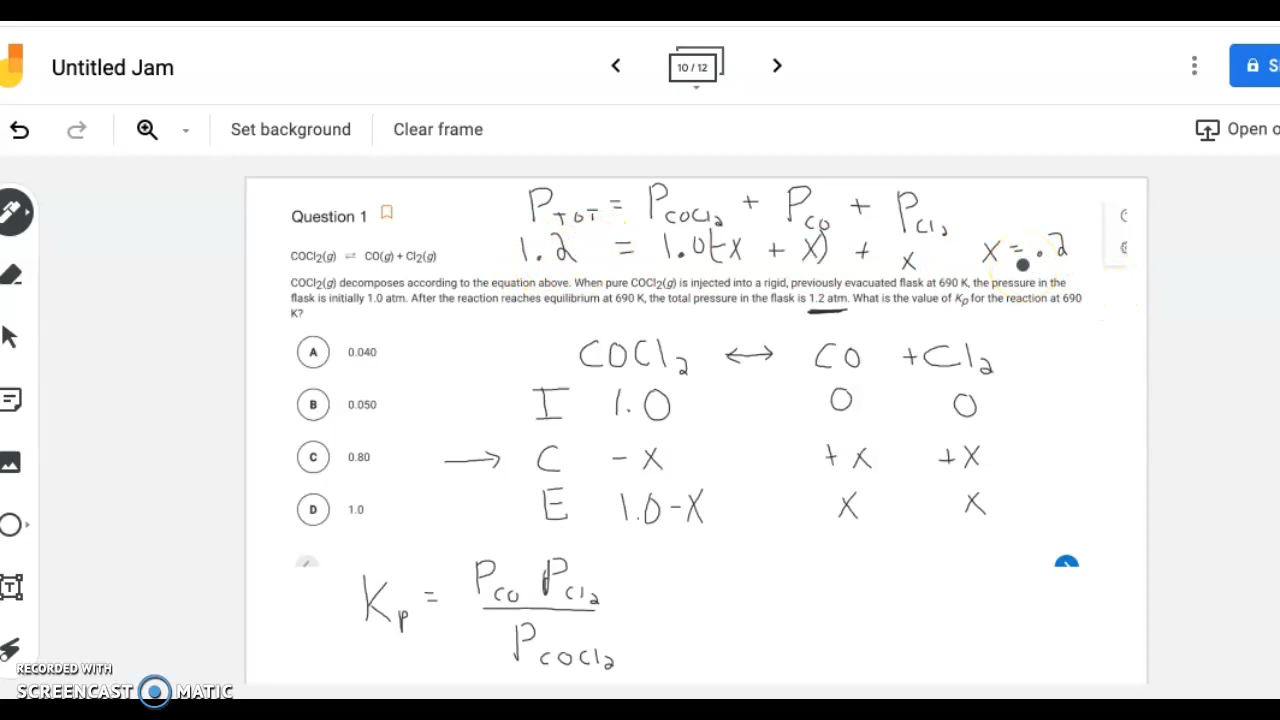 Untitled Jam
10 / 12
Set background
Clear frame
Open o
P_TOT = P_COCl₂ + P_CO + P_Cl₂
Question 1
1.2 = 1.0(-x + x) + x x = .2
COCl₂(g) ⇌ CO(g) + Cl₂(g)
COCl₂(g) decomposes according to the equation above. When pure COCl₂(g) is injected into a rigid, previously evacuated flask at 690 K, the pressure in the
flask is initially 1.0 atm. After the reaction reaches equilibrium at 690 K, the total pressure in the flask is 1.2 atm. What is the value of Kp for the reaction at 690
K?
A 0.040
B 0.050
C 0.80
D 1.0
COCl₂ ↔ CO + Cl₂
I 1.0 0 0
→ C - x + x + x
E 1.0 - x x x
Kp = P_CO P_Cl₂
P_COCl₂
RECORDED WITH
SCREENCAST MATIC